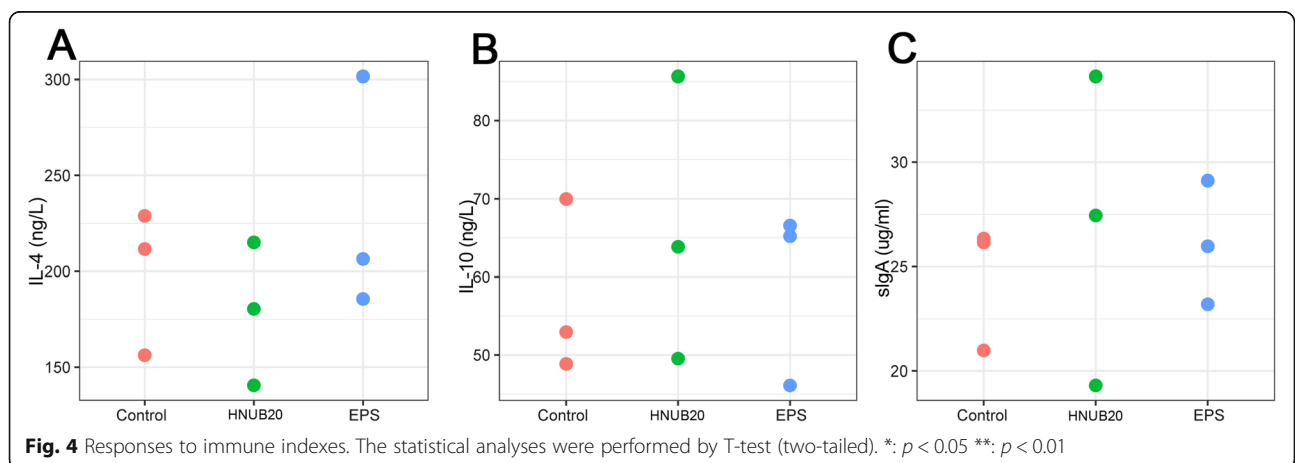 A
B
C
300
250
200
150
IL-4 (ng/L)
Control
HNUB20
EPS
80
70
60
50
IL-10 (ng/L)
Control
HNUB20
EPS
30
25
20
sIgA (ug/ml)
Control
HNUB20
EPS
Fig. 4 Responses to immune indexes. The statistical analyses were performed by T-test (two-tailed). *: p < 0.05 **: p < 0.01